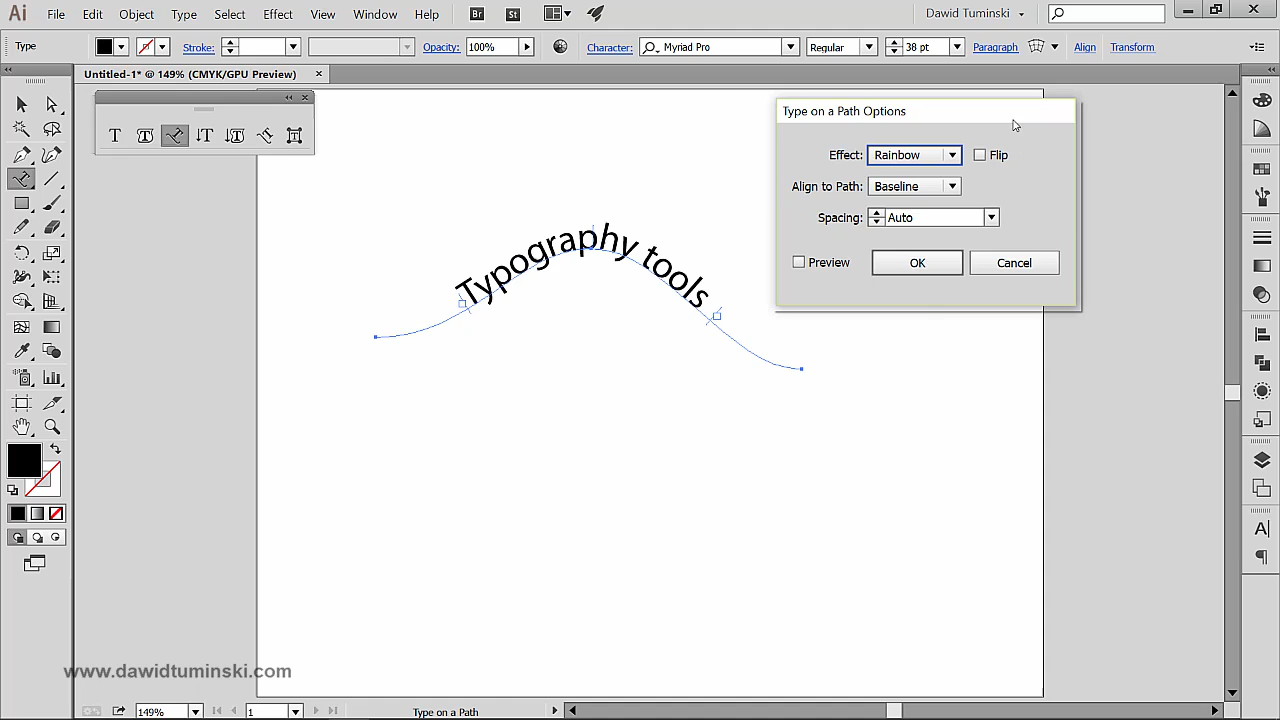 Ai File Edit Object Type Select Effect View Window Help Br St Dawid Tuminski
Type Stroke: Opacity: 100% Character: Myriad Pro Regular 38 pt Paragraph Align Transform
Untitled-1* @ 149% (CMYK/GPU Preview)
Type on a Path Options
Effect: Rainbow Flip
Align to Path: Baseline
Spacing: Auto
Preview OK Cancel
Typography tools
www.dawidtuminski.com
149% 1 Type on a Path